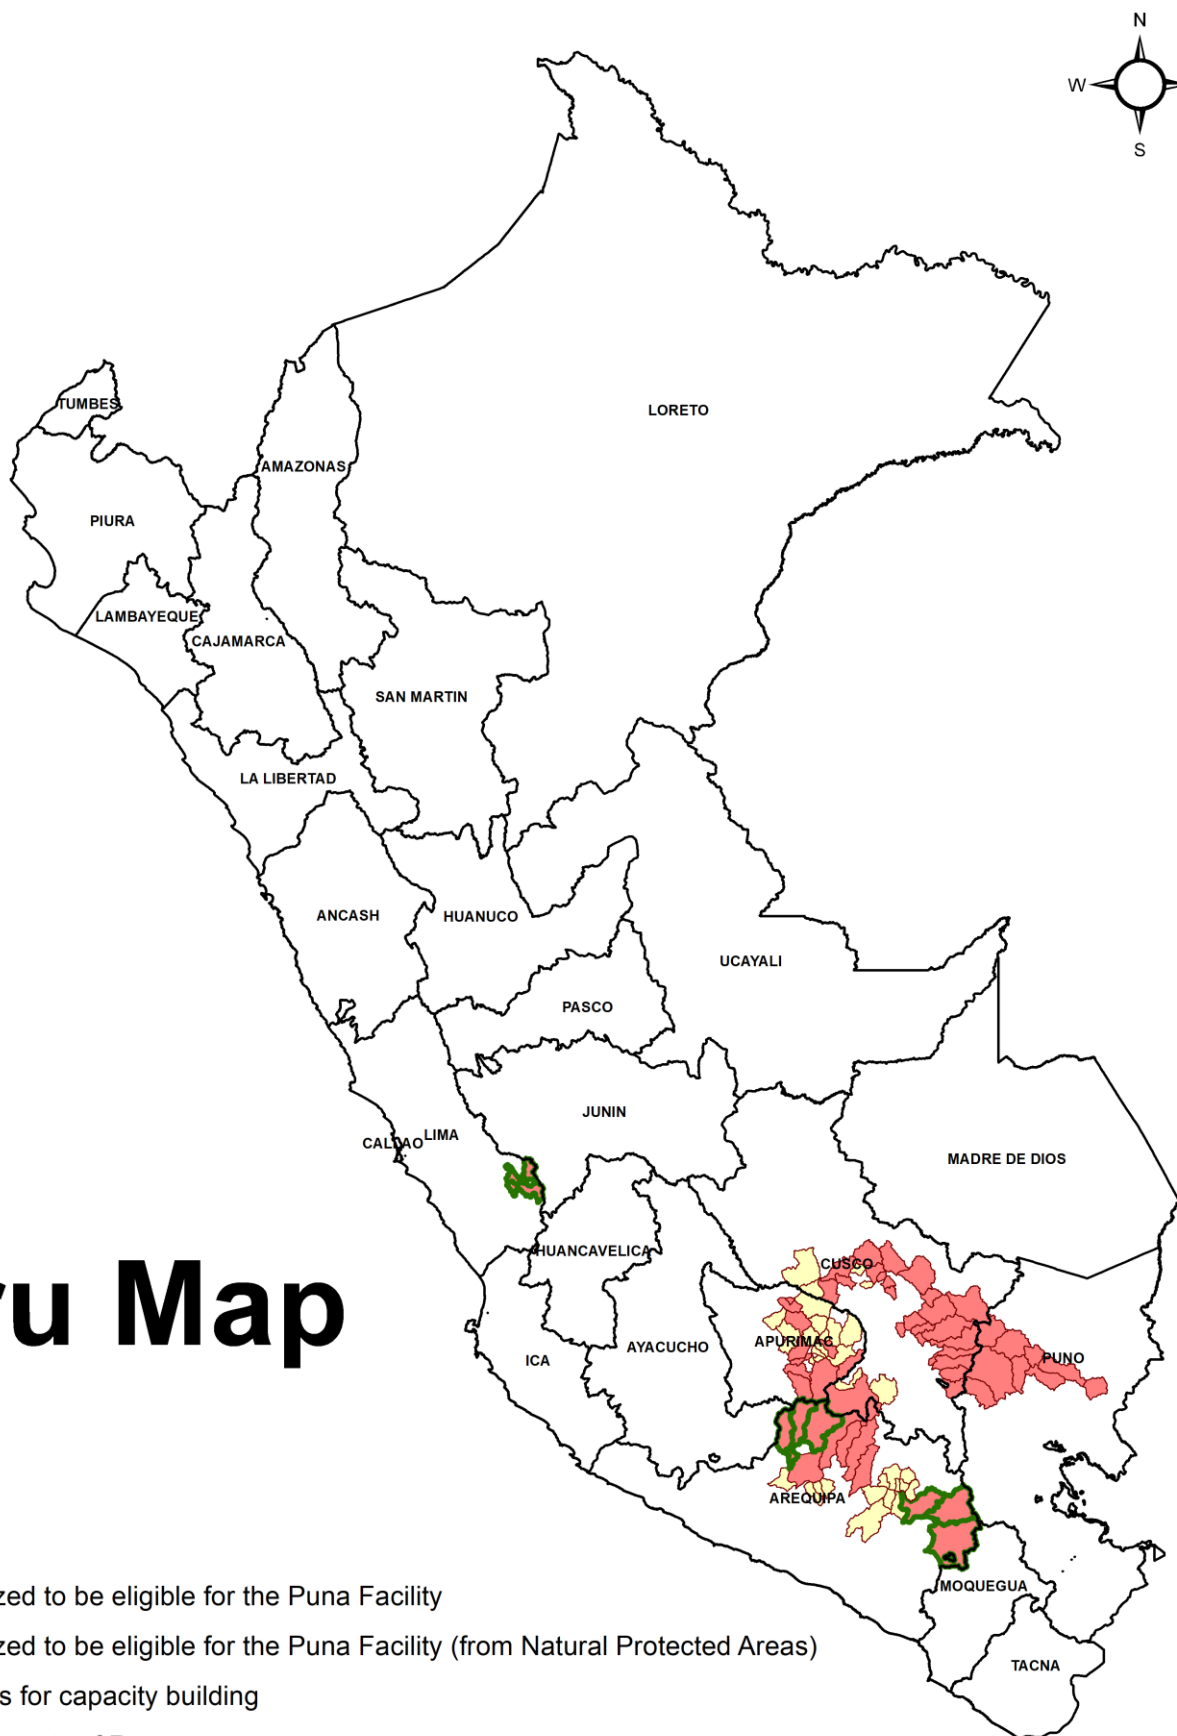 N
W
S
TUMBES
LORETO
AMAZONAS
PIURA
LAMBAYEQUE
CAJAMARCA
SAN MARTIN
LA LIBERTAD
ANCASH
HUANUCO
UCAYALI
PASCO
JUNIN
CALLAO
LIMA
MADRE DE DIOS
HUANCAVELICA
CUSCO
ru Map
APURIMAC
AYACUCHO
ICA
PUNO
AREQUIPA
MOQUEGUA
zed to be eligible for the Puna Facility
zed to be eligible for the Puna Facility (from Natural Protected Areas)
TACNA
s for capacity building